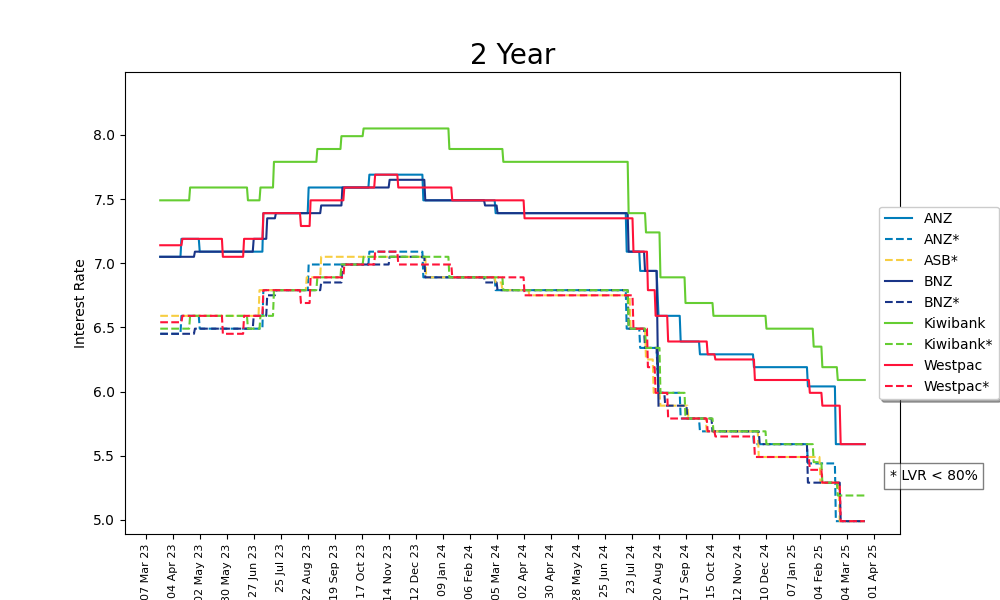 2 Year
Interest Rate
8.0
7.5
7.0
6.5
6.0
5.5
5.0
07 Mar 23
04 Apr 23
02 May 23
30 May 23
27 Jun 23
25 Jul 23
22 Aug 23
19 Sep 23
17 Oct 23
14 Nov 23
12 Dec 23
09 Jan 24
06 Feb 24
05 Mar 24
02 Apr 24
30 Apr 24
28 May 24
25 Jun 24
23 Jul 24
20 Aug 24
17 Sep 24
15 Oct 24
12 Nov 24
10 Dec 24
07 Jan 25
04 Feb 25
04 Mar 25
01 Apr 25
ANZ
ANZ*
ASB*
BNZ
BNZ*
Kiwibank
Kiwibank*
Westpac
Westpac*
* LVR < 80%